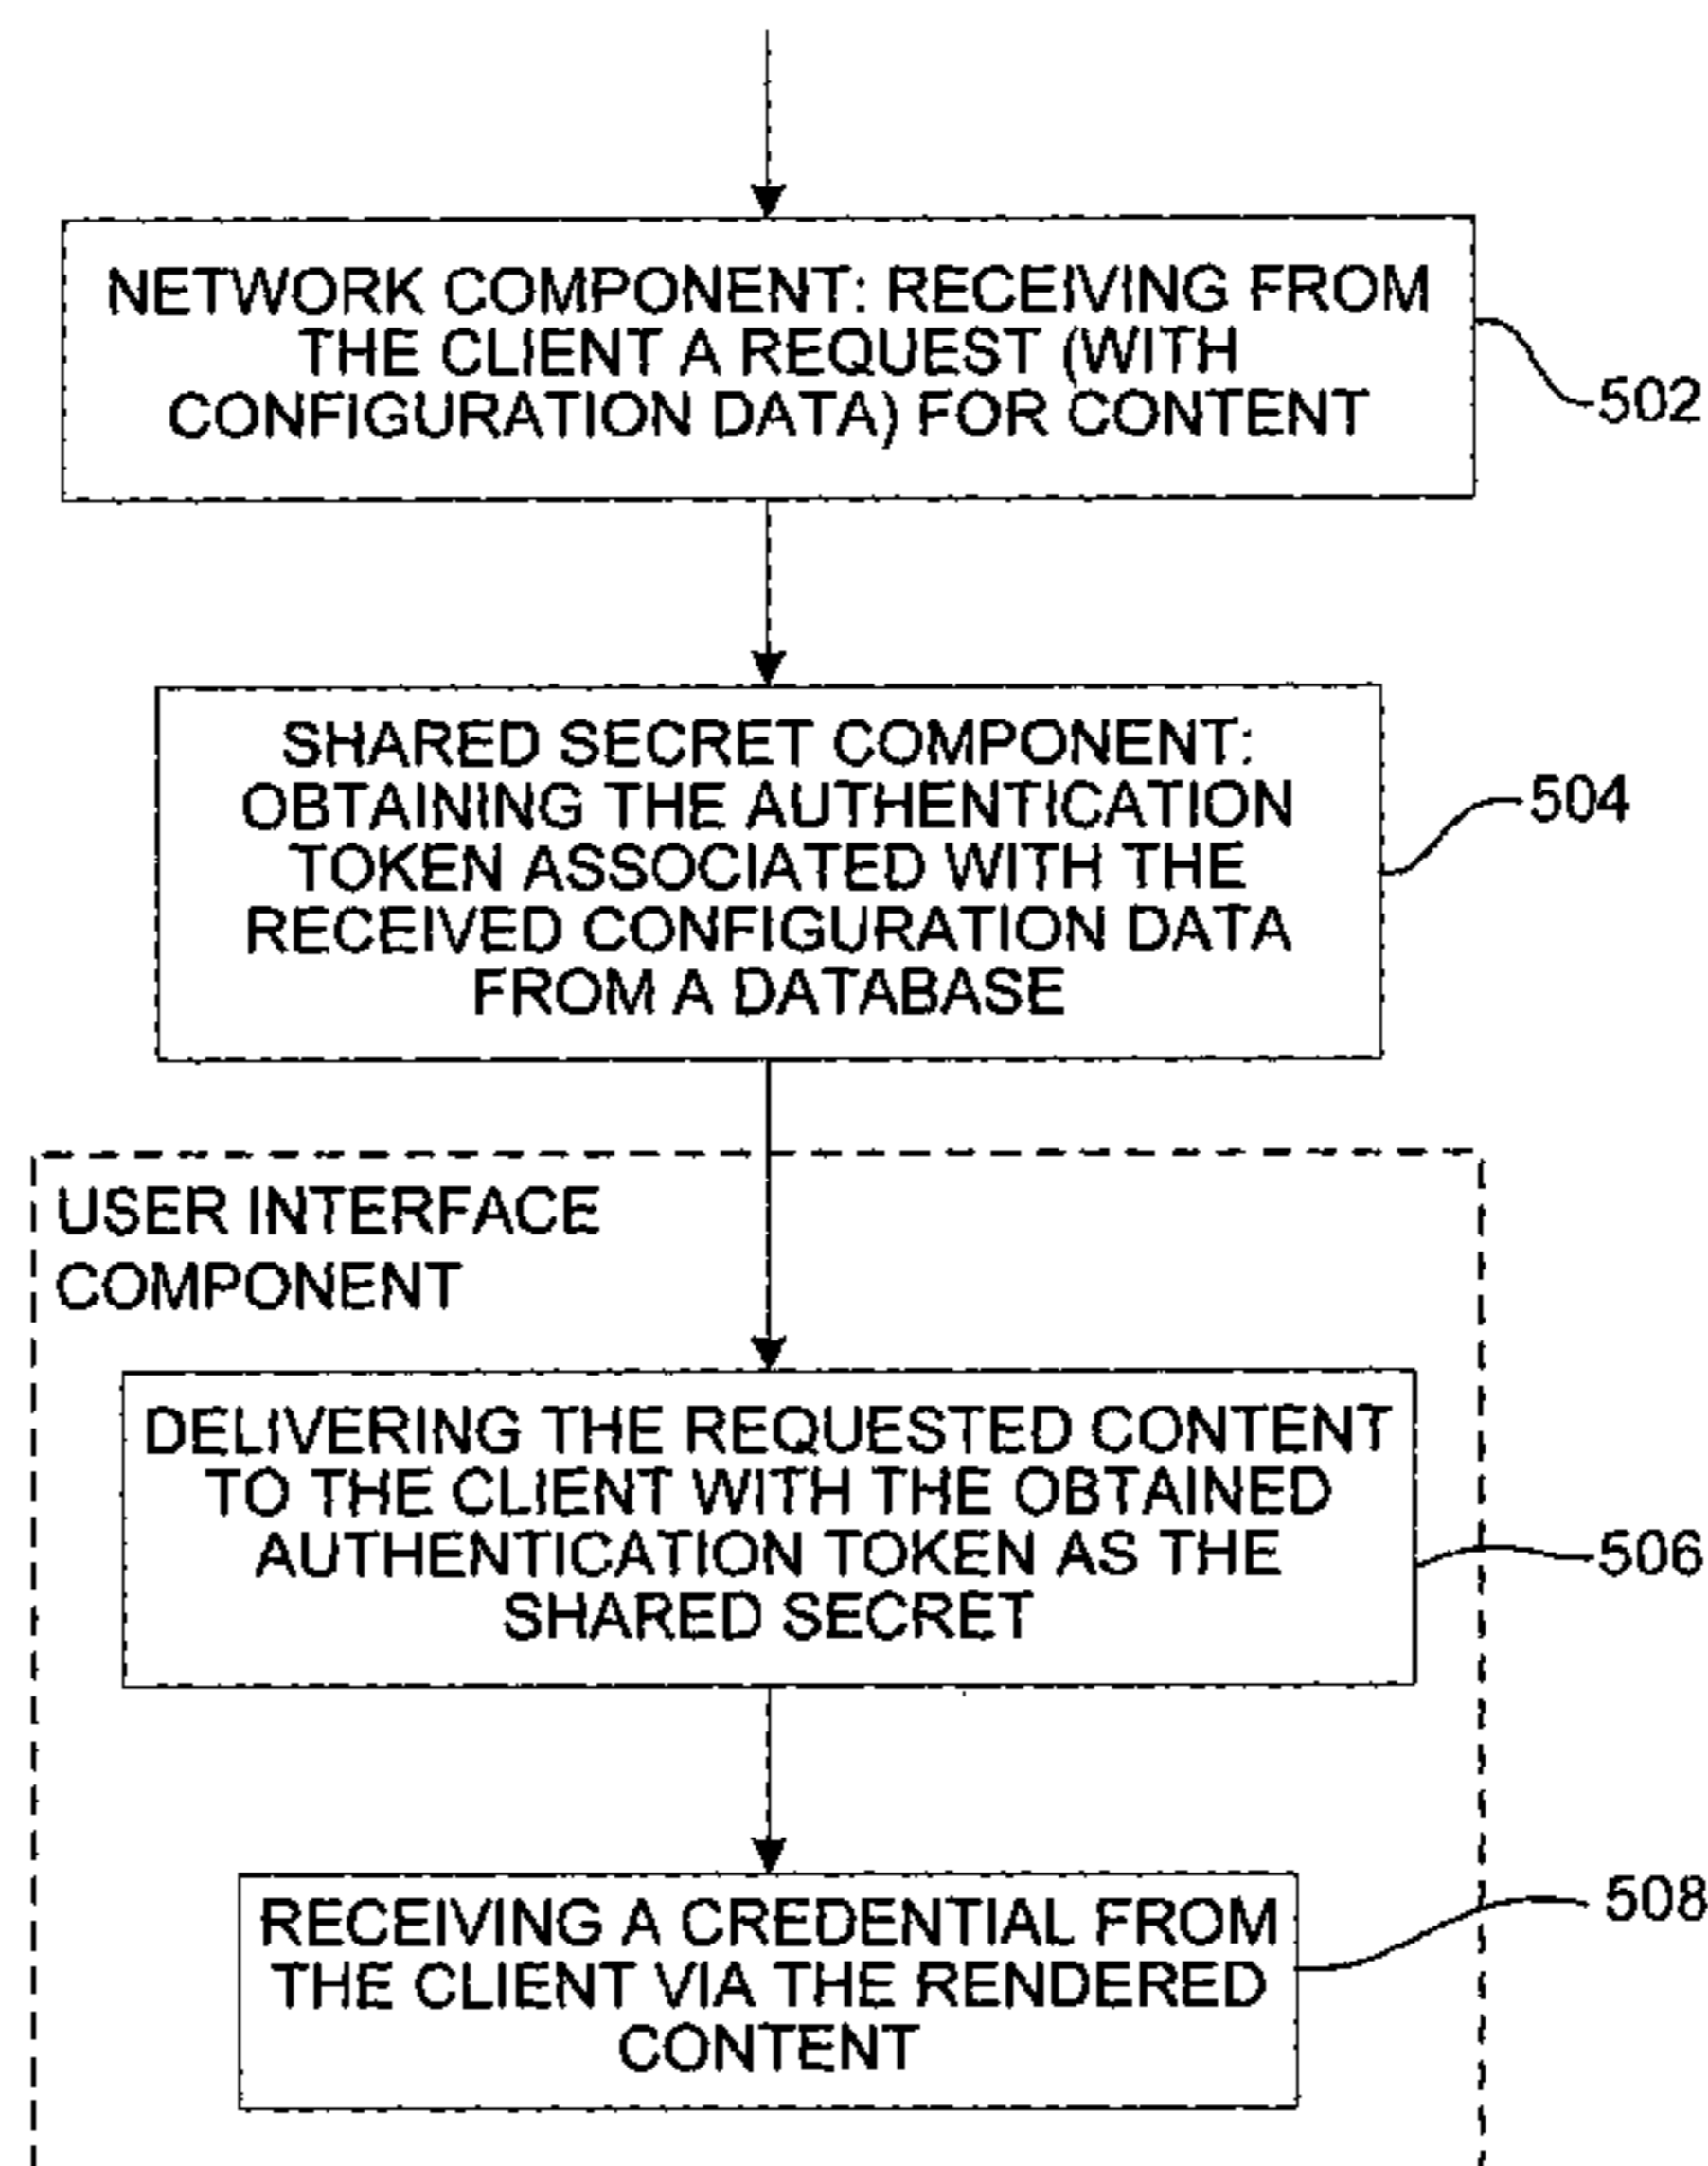 NETWORK COMPONENT: RECEIVING FROM
THE CLIENT A REQUEST (WITH
CONFIGURATION DATA) FOR CONTENT
502
SHARED SECRET COMPONENT:
OBTAINING THE AUTHENTICATION
TOKEN ASSOCIATED WITH THE
RECEIVED CONFIGURATION DATA
FROM A DATABASE
504
USER INTERFACE
COMPONENT
DELIVERING THE REQUESTED CONTENT
TO THE CLIENT WITH THE OBTAINED
AUTHENTICATION TOKEN AS THE
SHARED SECRET
506
RECEIVING A CREDENTIAL FROM
THE CLIENT VIA THE RENDERED
CONTENT
508